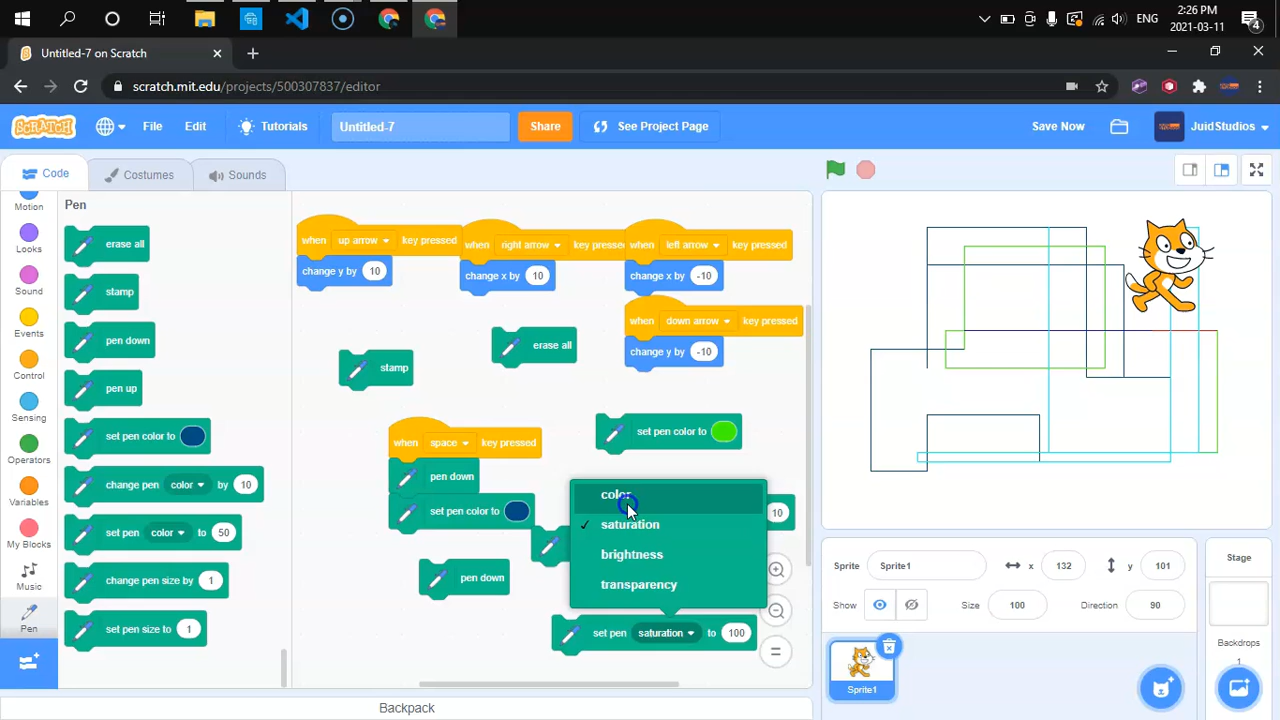 2:26 PM
ENG
2021-03-11
4
Untitled-7 on Scratch
scratch.mit.edu/projects/500307837/editor
SCRATCH
File
Edit
Tutorials
Untitled-7
Share
See Project Page
Save Now
JuidStudios
Code
Costumes
Sounds
Motion
Looks
Sound
Events
Control
Sensing
Operators
Variables
My Blocks
Music
Pen
Pen
erase all
stamp
pen down
pen up
set pen color to
change pen color by 10
set pen color to 50
change pen size by 1
set pen size to 1
when up arrow key pressed
change y by 10
when right arrow key pressed
change x by 10
when left arrow key pressed
change x by -10
when down arrow key pressed
change y by -10
erase all
stamp
set pen color to
when space key pressed
pen down
set pen color to
10
pen down
color
saturation
brightness
transparency
set pen saturation to 100
Backpack
Sprite
Sprite1
x
132
y
101
Show
Size
100
Direction
90
Sprite1
Stage
Backdrops
1